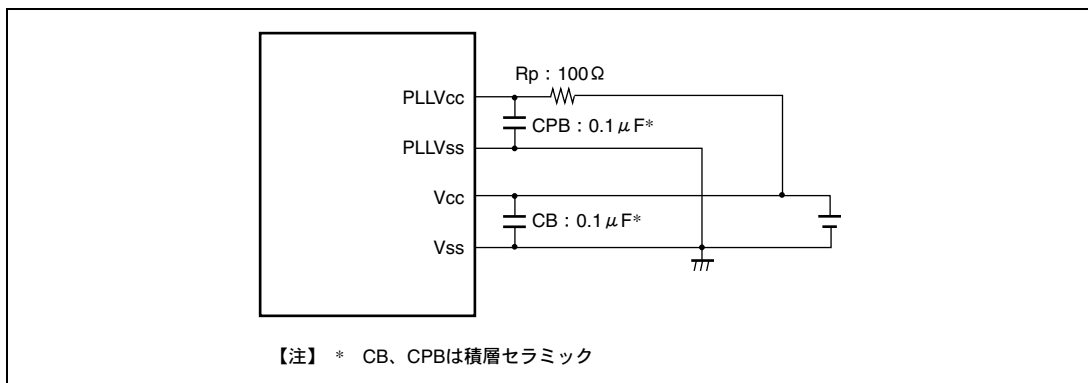 Rp：100Ω
PLLVcc
CPB：0.1μF*
PLLVss
Vcc
CB：0.1μF*
Vss
【注】 * CB、CPBは積層セラミック